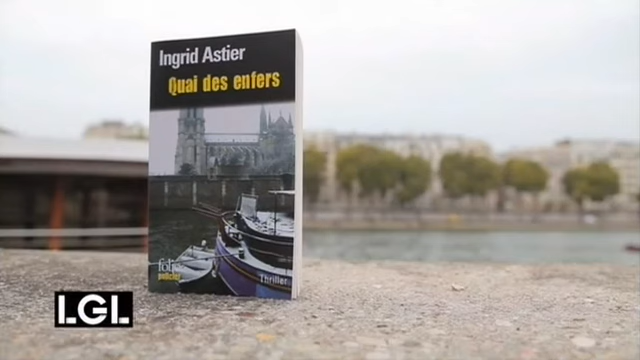 Ingrid Astier
Quai des enfers
folio
policier
Thriller
LGL